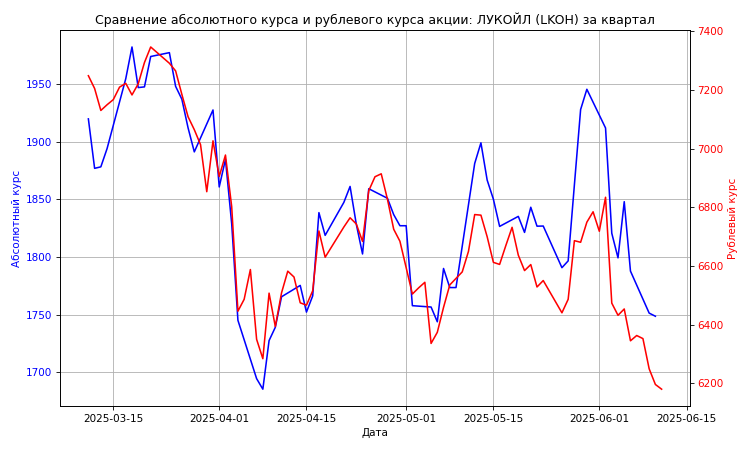 Сравнение абсолютного курса и рублевого курса акции: ЛУКОЙЛ (LKOH) за квартал
7400
1950
7200
1900
7000
1850
6800
1800
6600
1750
6400
1700
6200
Абсолютный курс
Рублевый курс
2025-03-15 2025-04-01 2025-04-15 2025-05-01 2025-05-15 2025-06-01 2025-06-15
Дата